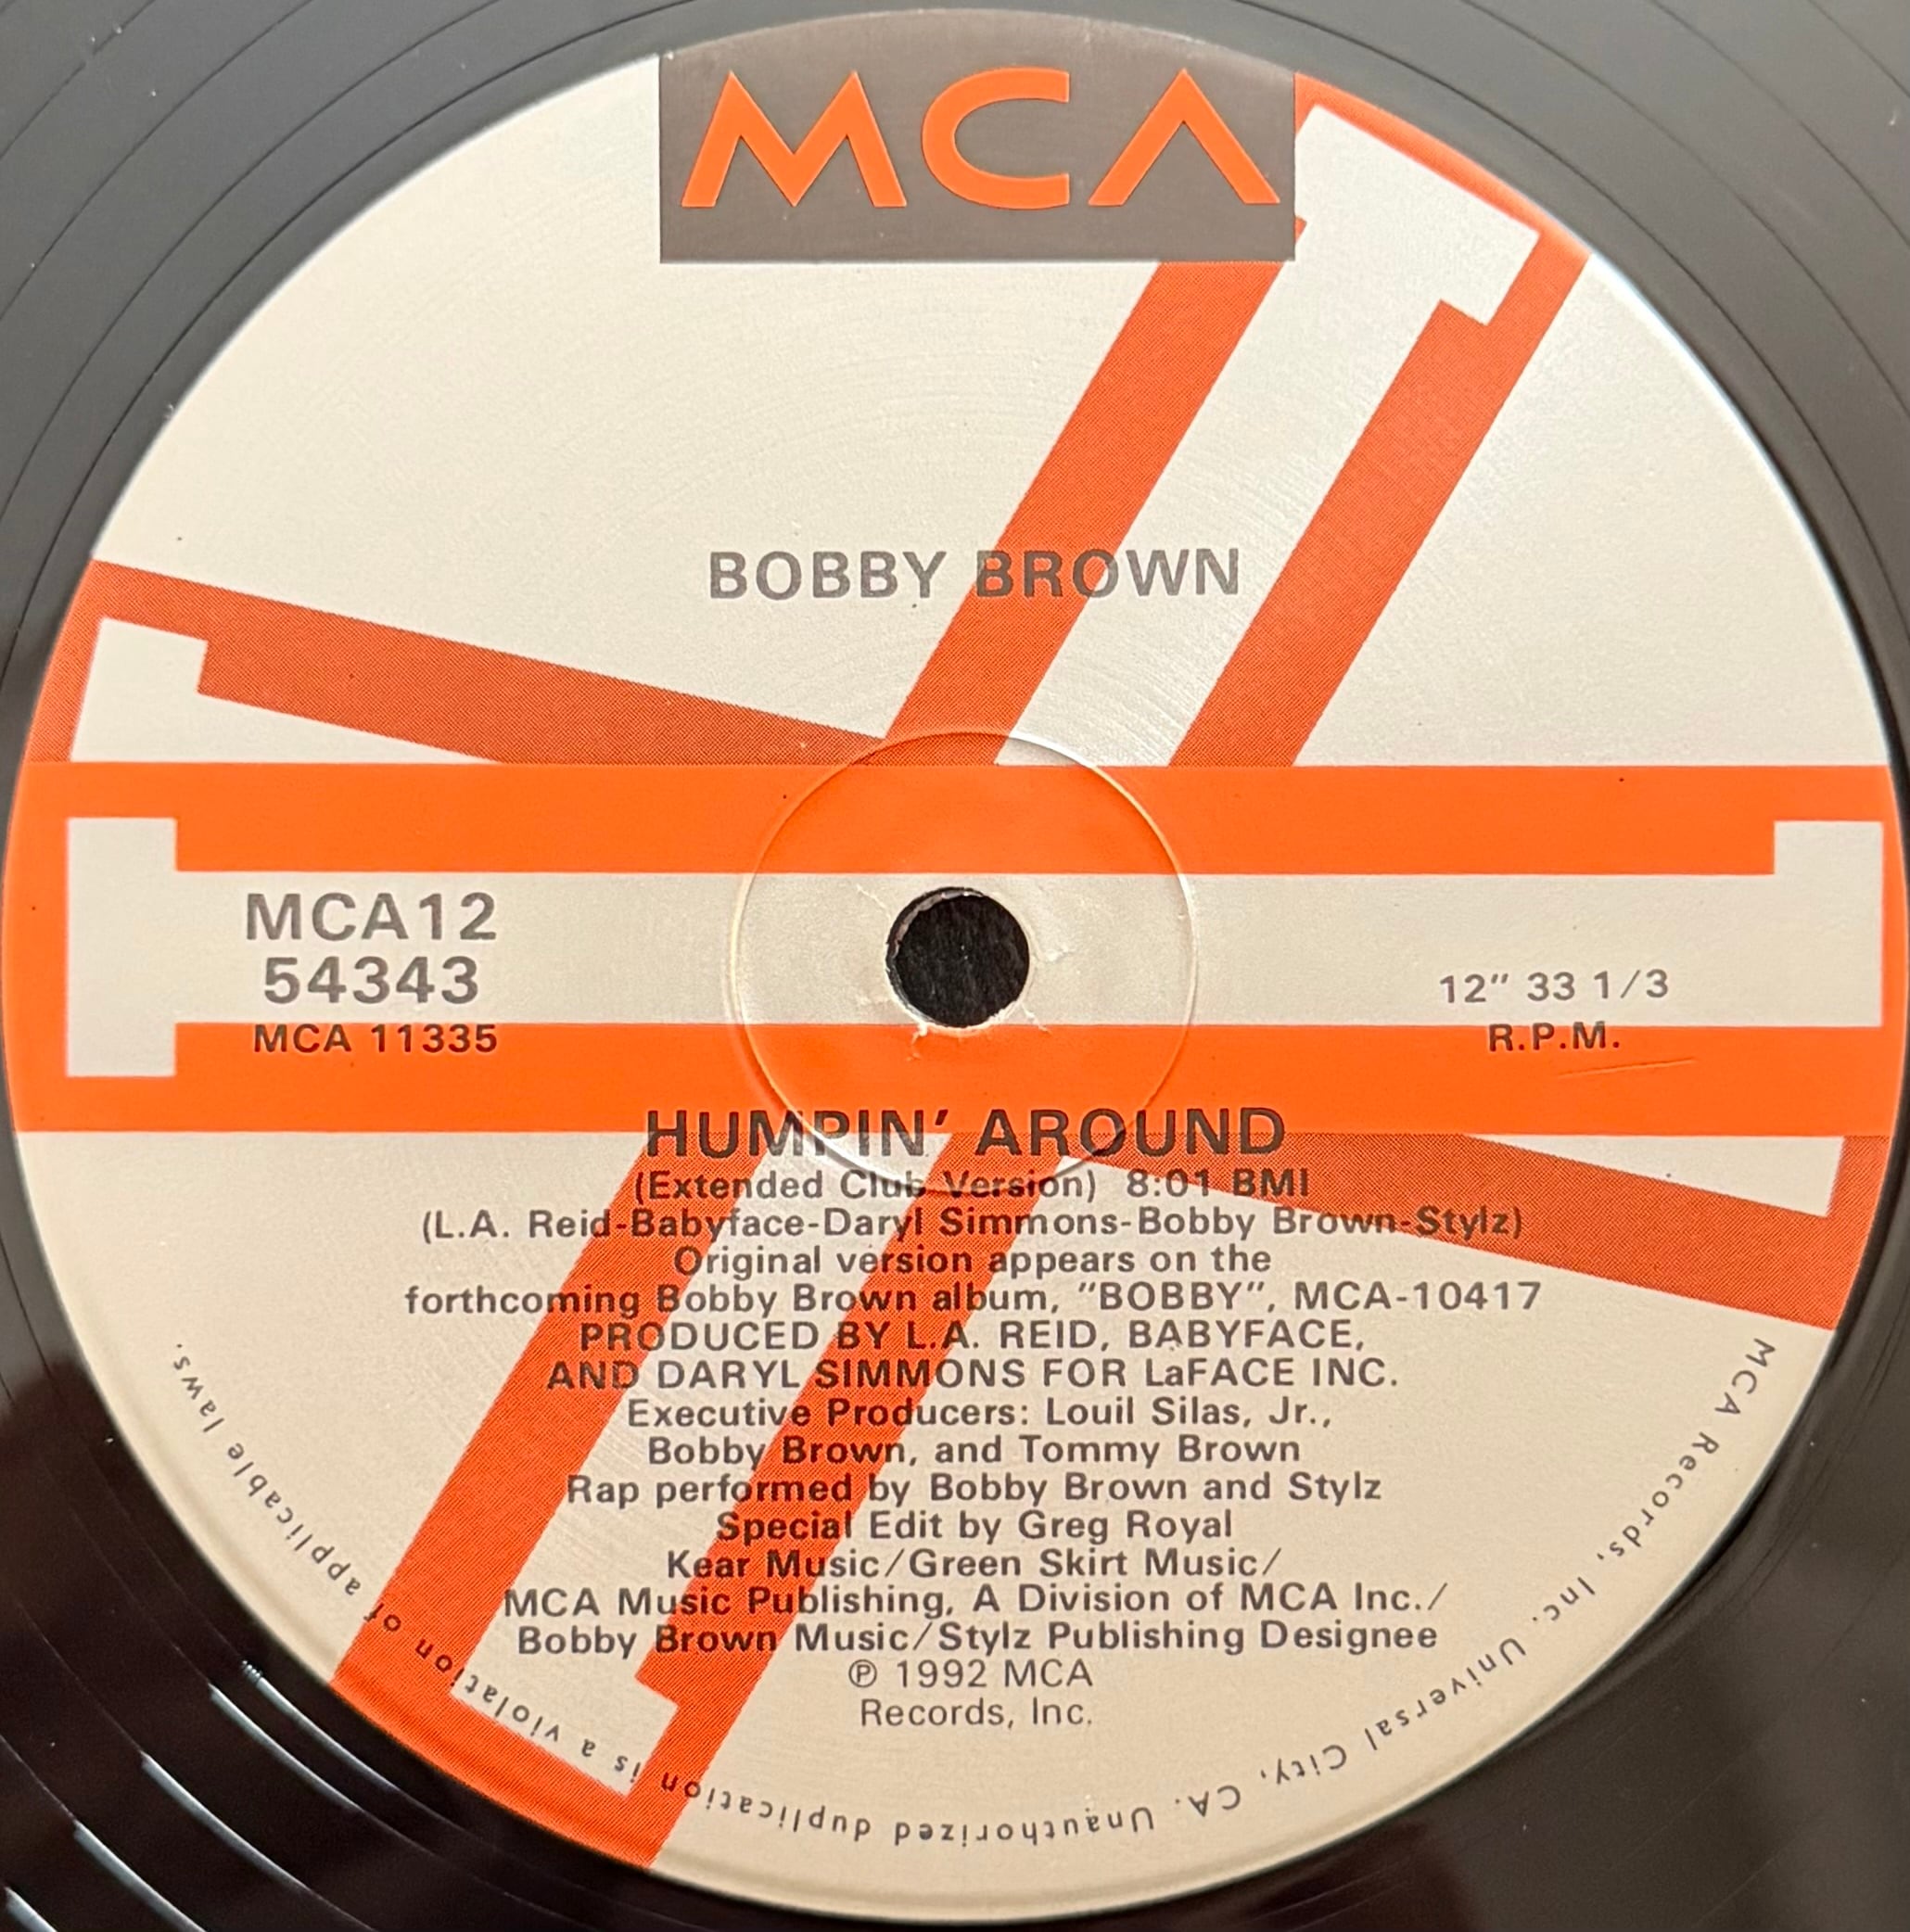 MCA
BOBBY BROWN
MCA12
54343
MCA 11335
12" 33 1/3
R.P.M.
HUMPIN' AROUND
(Extended Club Version) 8:01 BMI
(L.A. Reid-Babyface-Daryl Simmons-Bobby Brown-Stylz)
Original version appears on the
forthcoming Bobby Brown album, "BOBBY", MCA-10417
PRODUCED BY L.A. REID, BABYFACE,
AND DARYL SIMMONS FOR LaFACE INC.
Executive Producers: Louil Silas, Jr.,
Bobby Brown, and Tommy Brown
Rap performed by Bobby Brown and Stylz
Special Edit by Greg Royal
Kear Music/Green Skirt Music/
MCA Music Publishing, A Division of MCA Inc./
Bobby Brown Music/Stylz Publishing Designee
℗ 1992 MCA
Records, Inc.
MCA Records, Inc. Universal City, CA. Unauthorized duplication is a violation of applicable laws.